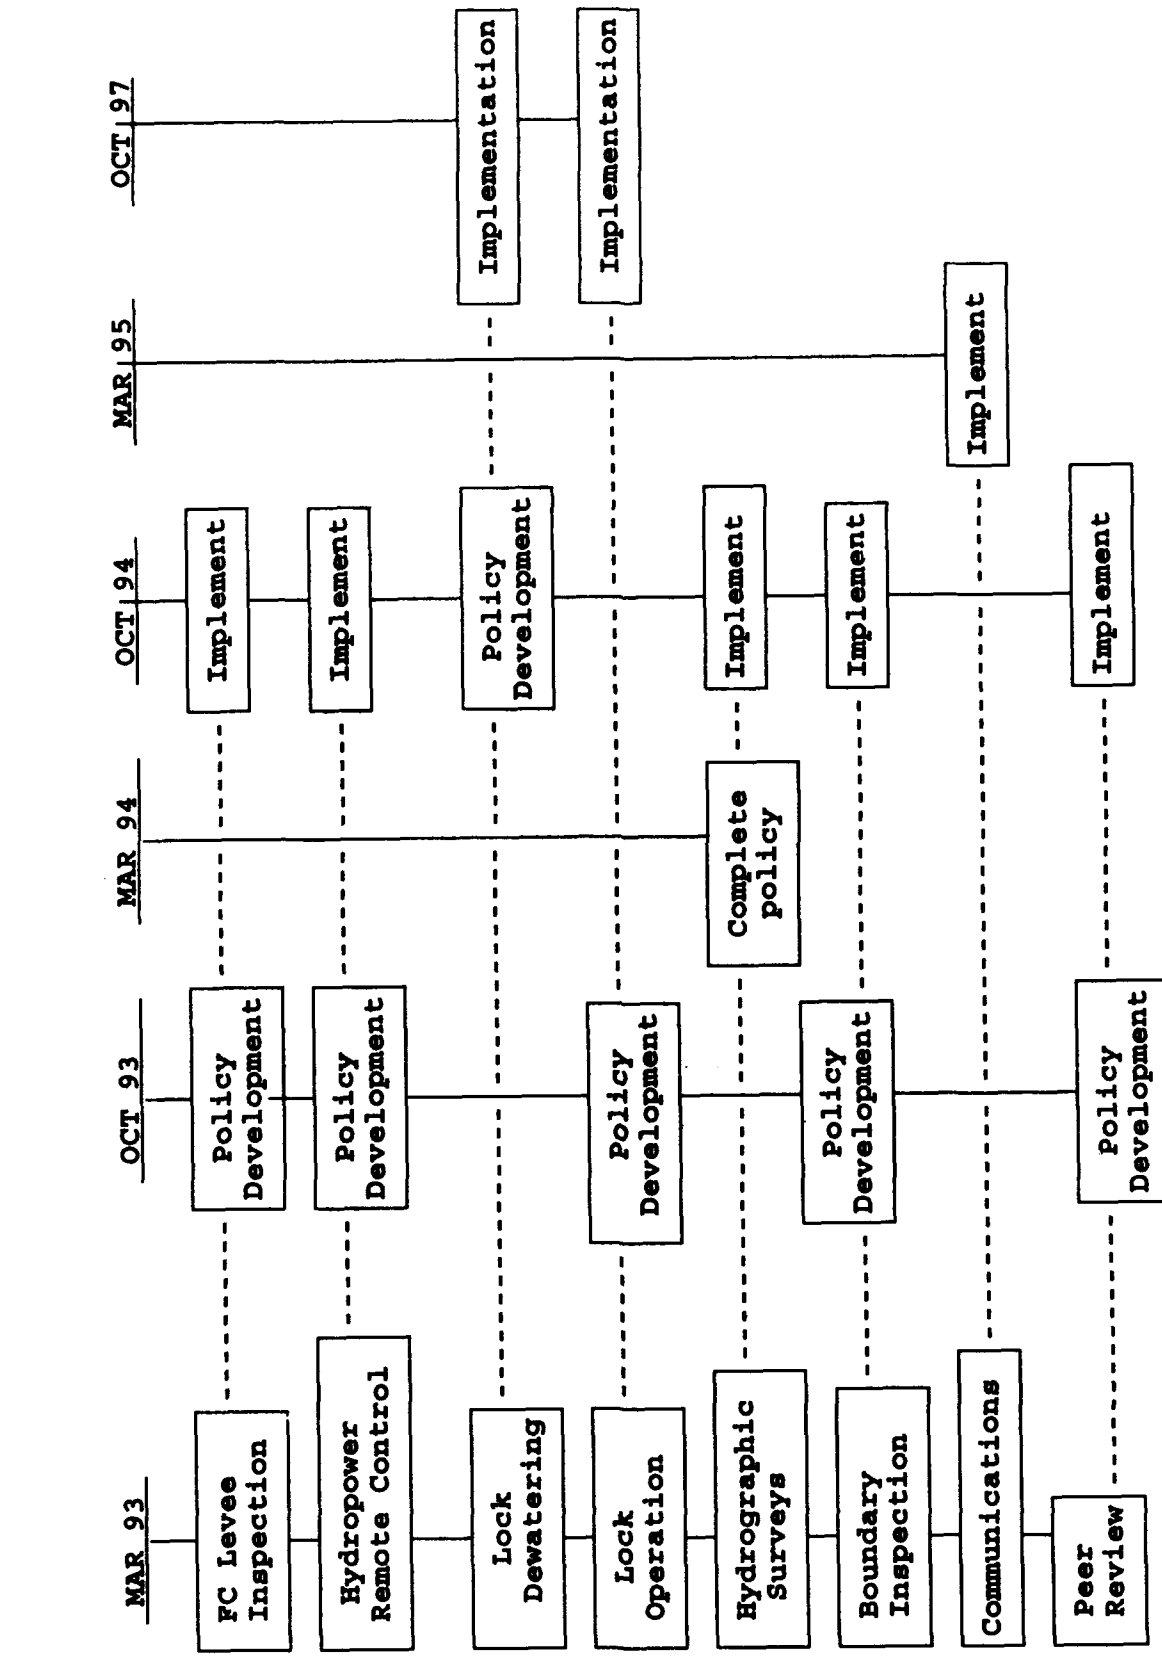 MAR 93
OCT 93
MAR 94
OCT 94
MAR 95
OCT 97
FC Levee
Inspection
Policy
Development
Implement
Hydropower
Remote Control
Policy
Development
Implement
Lock
Dewatering
Policy
Development
Implementation
Lock
Operation
Policy
Development
Implementation
Hydrographic
Surveys
Complete
policy
Implement
Boundary
Inspection
Policy
Development
Implement
Communications
Implement
Peer
Review
Policy
Development
Implement